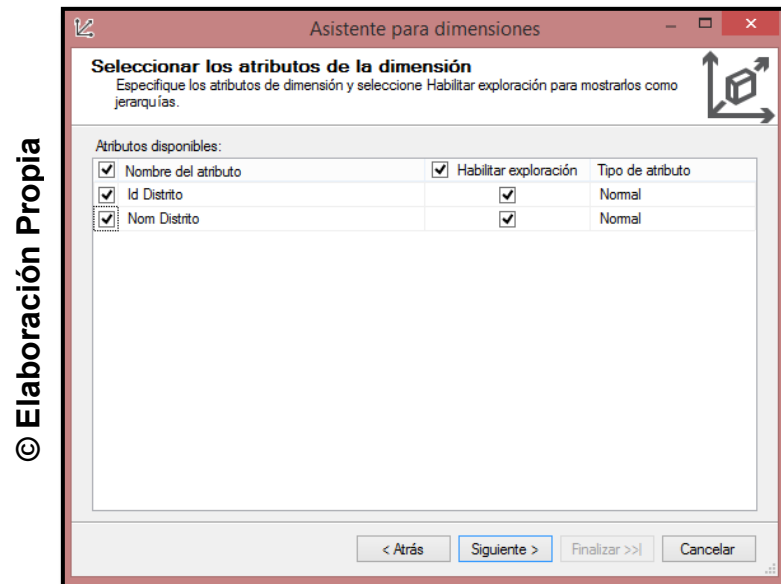 © Elaboración Propia
Asistente para dimensiones
Seleccionar los atributos de la dimensión
Especifique los atributos de dimensión y seleccione Habilitar exploración para mostrarlos como
jerarquías.
Atributos disponibles:
Nombre del atributo Habilitar exploración Tipo de atributo
Id Distrito Normal
Nom Distrito Normal
< Atrás Siguiente > Finalizar >>| Cancelar